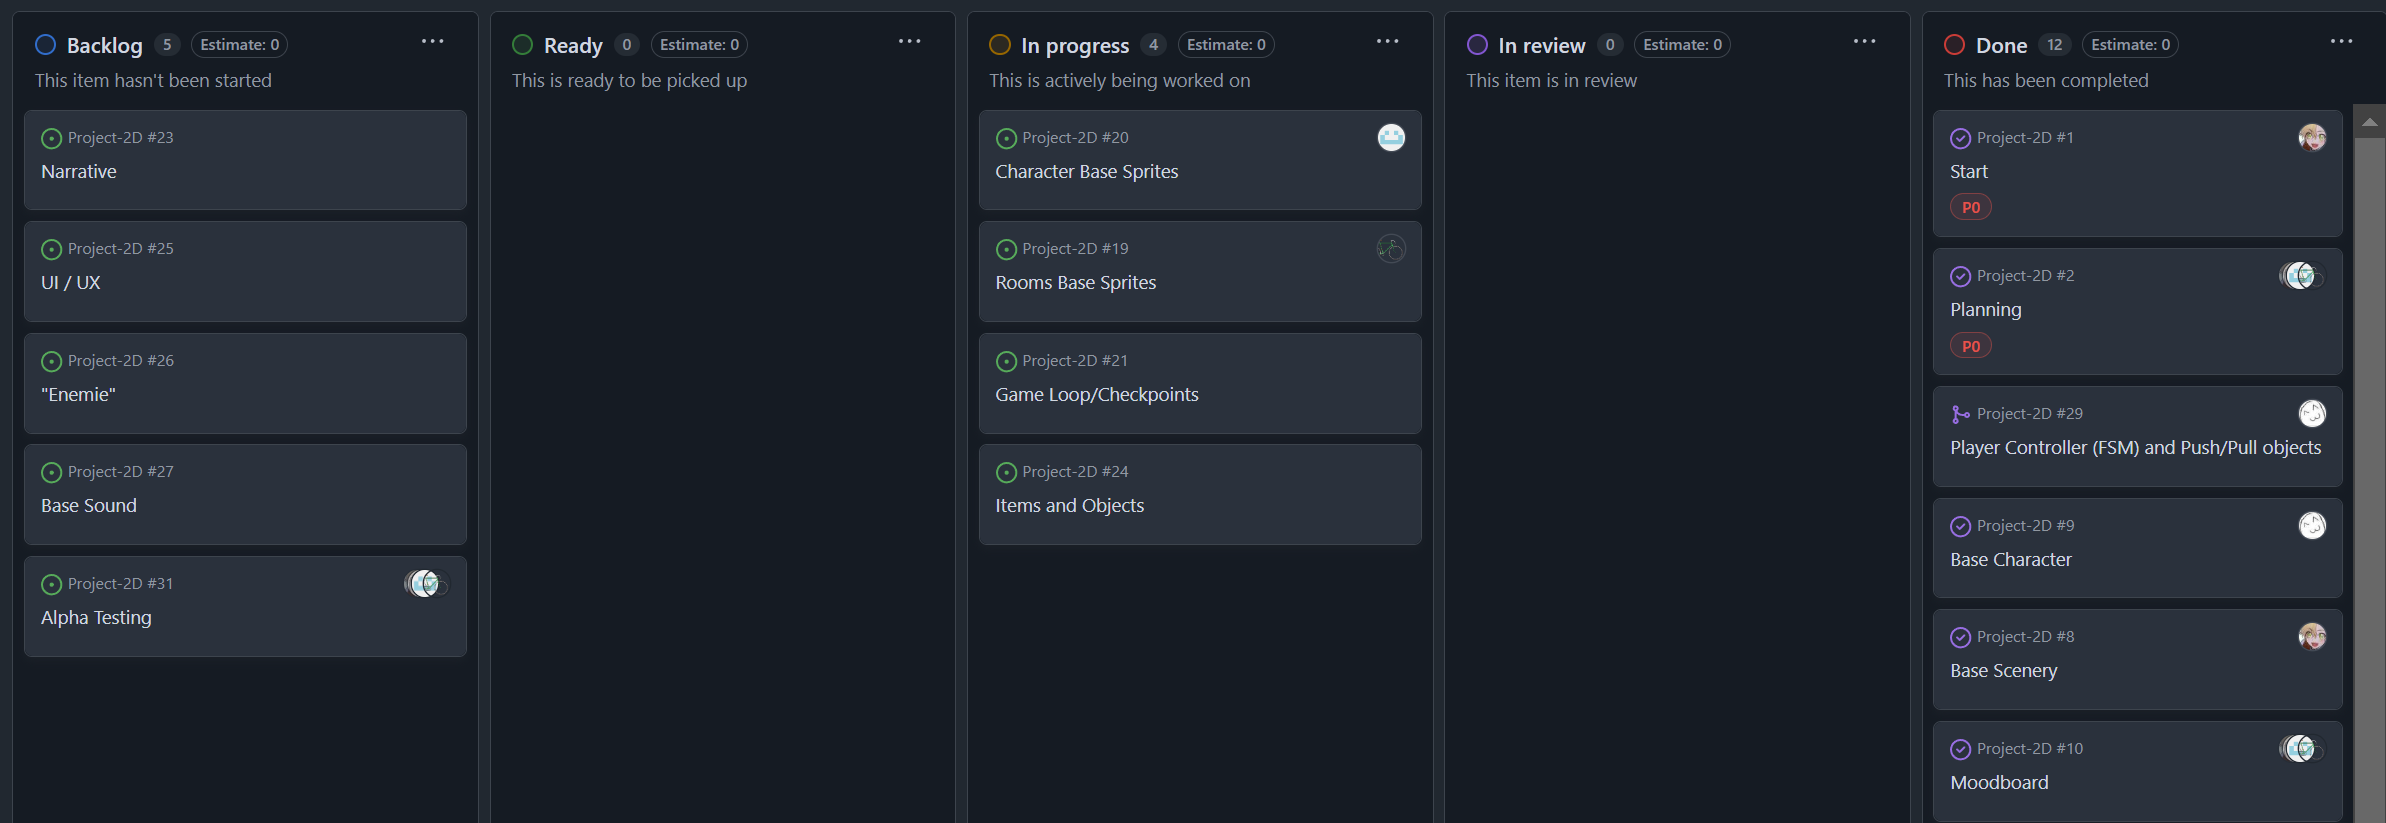 Backlog 5 Estimate: 0
This item hasn't been started
Project-2D #23
Narrative
Project-2D #25
UI / UX
Project-2D #26
"Enemie"
Project-2D #27
Base Sound
Project-2D #31
Alpha Testing
Ready 0 Estimate: 0
This is ready to be picked up
In progress 4 Estimate: 0
This is actively being worked on
Project-2D #20
Character Base Sprites
Project-2D #19
Rooms Base Sprites
Project-2D #21
Game Loop/Checkpoints
Project-2D #24
Items and Objects
In review 0 Estimate: 0
This item is in review
Done 12 Estimate: 0
This has been completed
Project-2D #1
Start
P0
Project-2D #2
Planning
P0
Project-2D #29
Player Controller (FSM) and Push/Pull objects
Project-2D #9
Base Character
Project-2D #8
Base Scenery
Project-2D #10
Moodboard